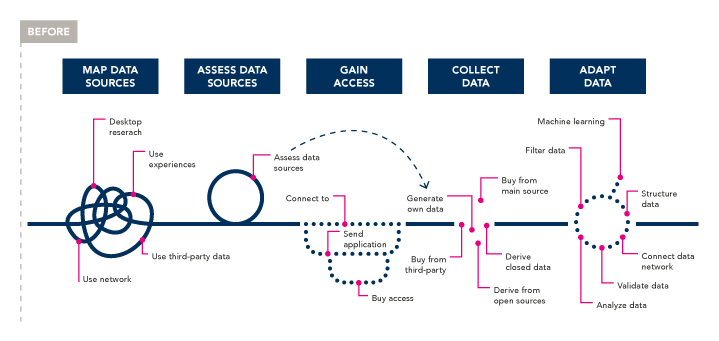 BEFORE
MAP DATA
SOURCES
ASSESS DATA
SOURCES
GAIN
ACCESS
COLLECT
DATA
ADAPT
DATA
Desktop
reserach
Use
experiences
Use third-party data
Use network
Assess data
sources
Connect to
Send
application
Buy access
Generate
own data
Buy from
main source
Buy from
third-party
Derive
closed data
Derive from
open sources
Machine learning
Filter data
Structure
data
Connect data
network
Validate data
Analyze data